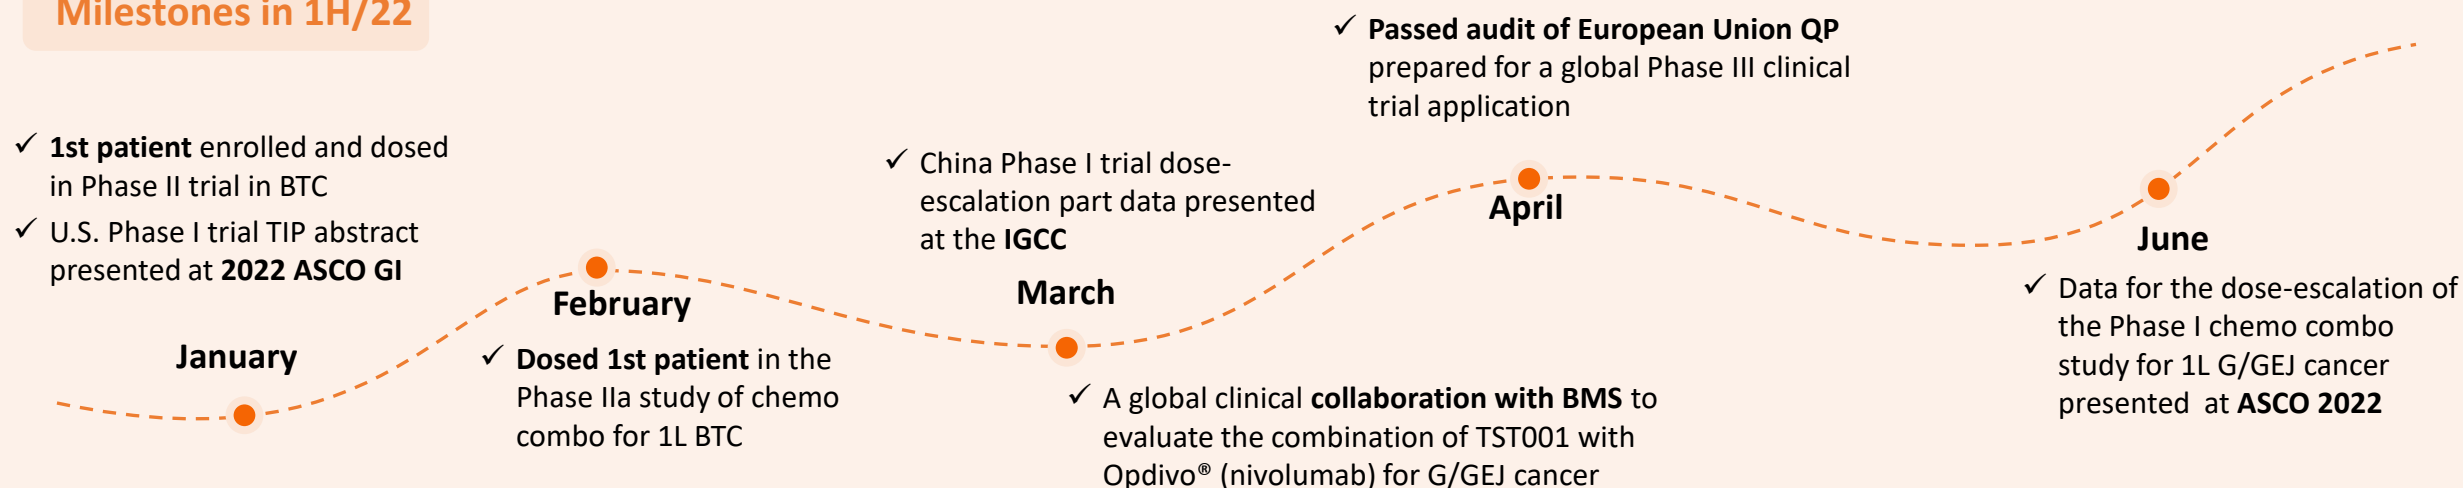 Milestones in 1H/22
✓ 1st patient enrolled and dosed
in Phase II trial in BTC
✓ U.S. Phase I trial TIP abstract
presented at 2022 ASCO GI
January
February
✓ Dosed 1st patient in the
Phase IIa study of chemo
combo for 1L BTC
✓ China Phase I trial dose-
escalation part data presented
at the IGCC
March
✓ A global clinical collaboration with BMS to
evaluate the combination of TST001 with
Opdivo® (nivolumab) for G/GEJ cancer
✓ Passed audit of European Union QP
prepared for a global Phase III clinical
trial application
April
June
✓ Data for the dose-escalation of
the Phase I chemo combo
study for 1L G/GEJ cancer
presented at ASCO 2022